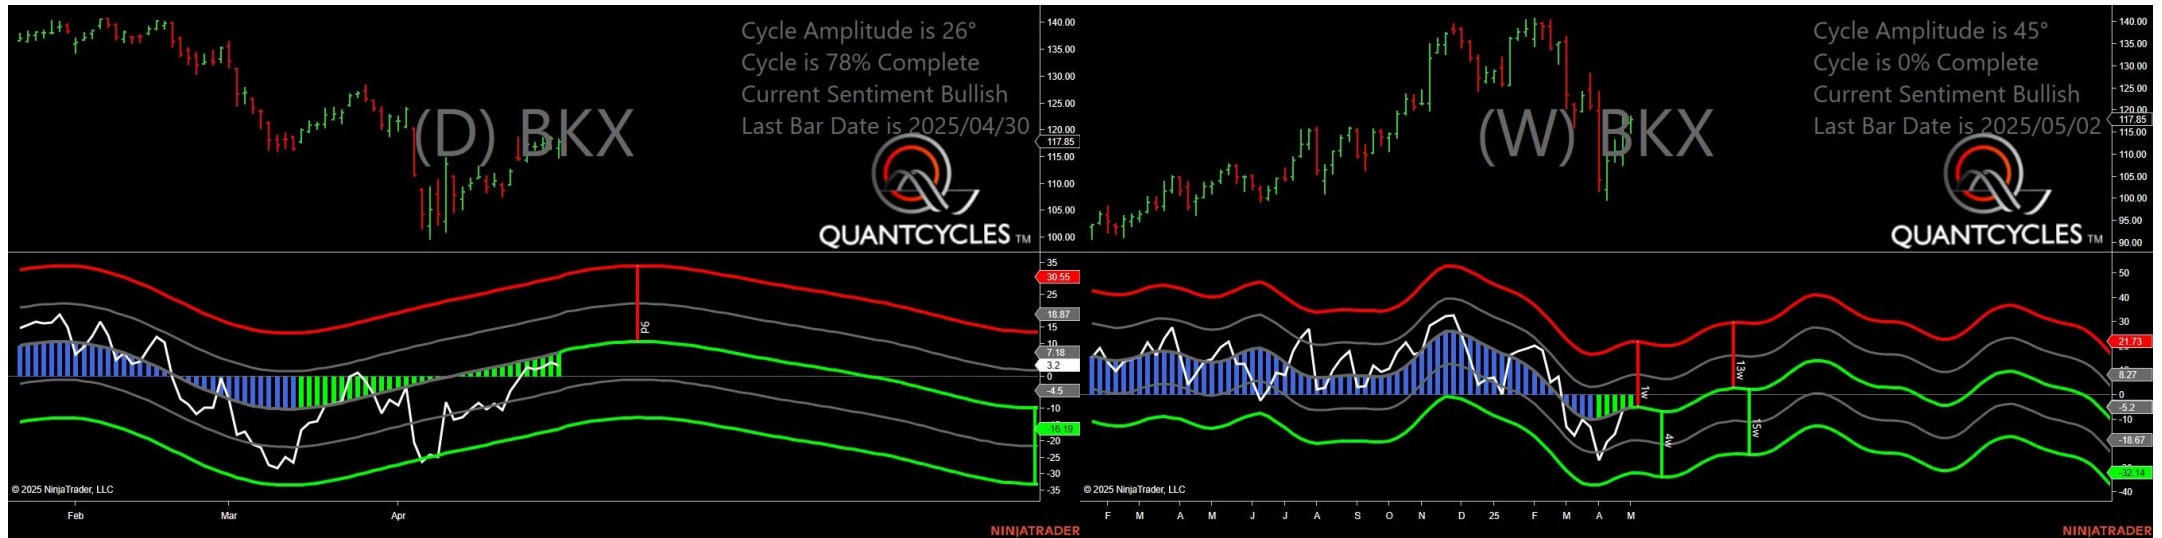 Cycle Amplitude is 26°
Cycle is 78% Complete
Current Sentiment Bullish
Last Bar Date is 2025/04/30
(D) BKX
QUANTCYCLES TM
140.00
135.00
130.00
125.00
120.00
117.85
115.00
110.00
105.00
100.00
35
30.55
25
18.87
15
10
7.18
3.2
0
-4.5
-10
-16.19
-20
-25
-30
-35
9d
© 2025 NinjaTrader, LLC
Feb Mar Apr
NINJATRADER
Cycle Amplitude is 45°
Cycle is 0% Complete
Current Sentiment Bullish
Last Bar Date is 2025/05/02
(W) BKX
QUANTCYCLES TM
140.00
135.00
130.00
125.00
120.00
117.85
115.00
110.00
105.00
100.00
95.00
90.00
50
40
30
21.73
8.27
0
-5.2
-10
-18.67
-32.14
-40
1w
4w
13w
15w
© 2025 NinjaTrader, LLC
F M A M J J A S O N D 25 F M A M
NINJATRADER